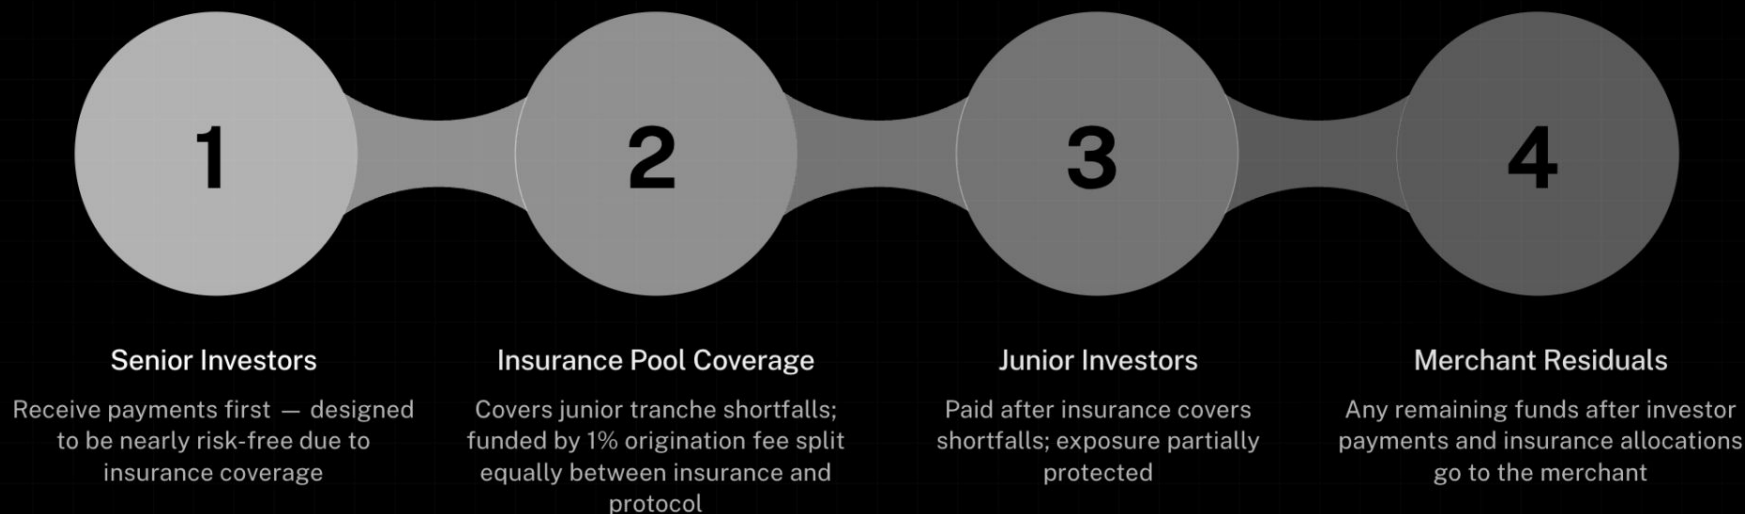 1
2
3
4
Senior Investors
Receive payments first — designed
to be nearly risk-free due to
insurance coverage
Insurance Pool Coverage
Covers junior tranche shortfalls;
funded by 1% origination fee split
equally between insurance and
protocol
Junior Investors
Paid after insurance covers
shortfalls; exposure partially
protected
Merchant Residuals
Any remaining funds after investor
payments and insurance allocations
go to the merchant